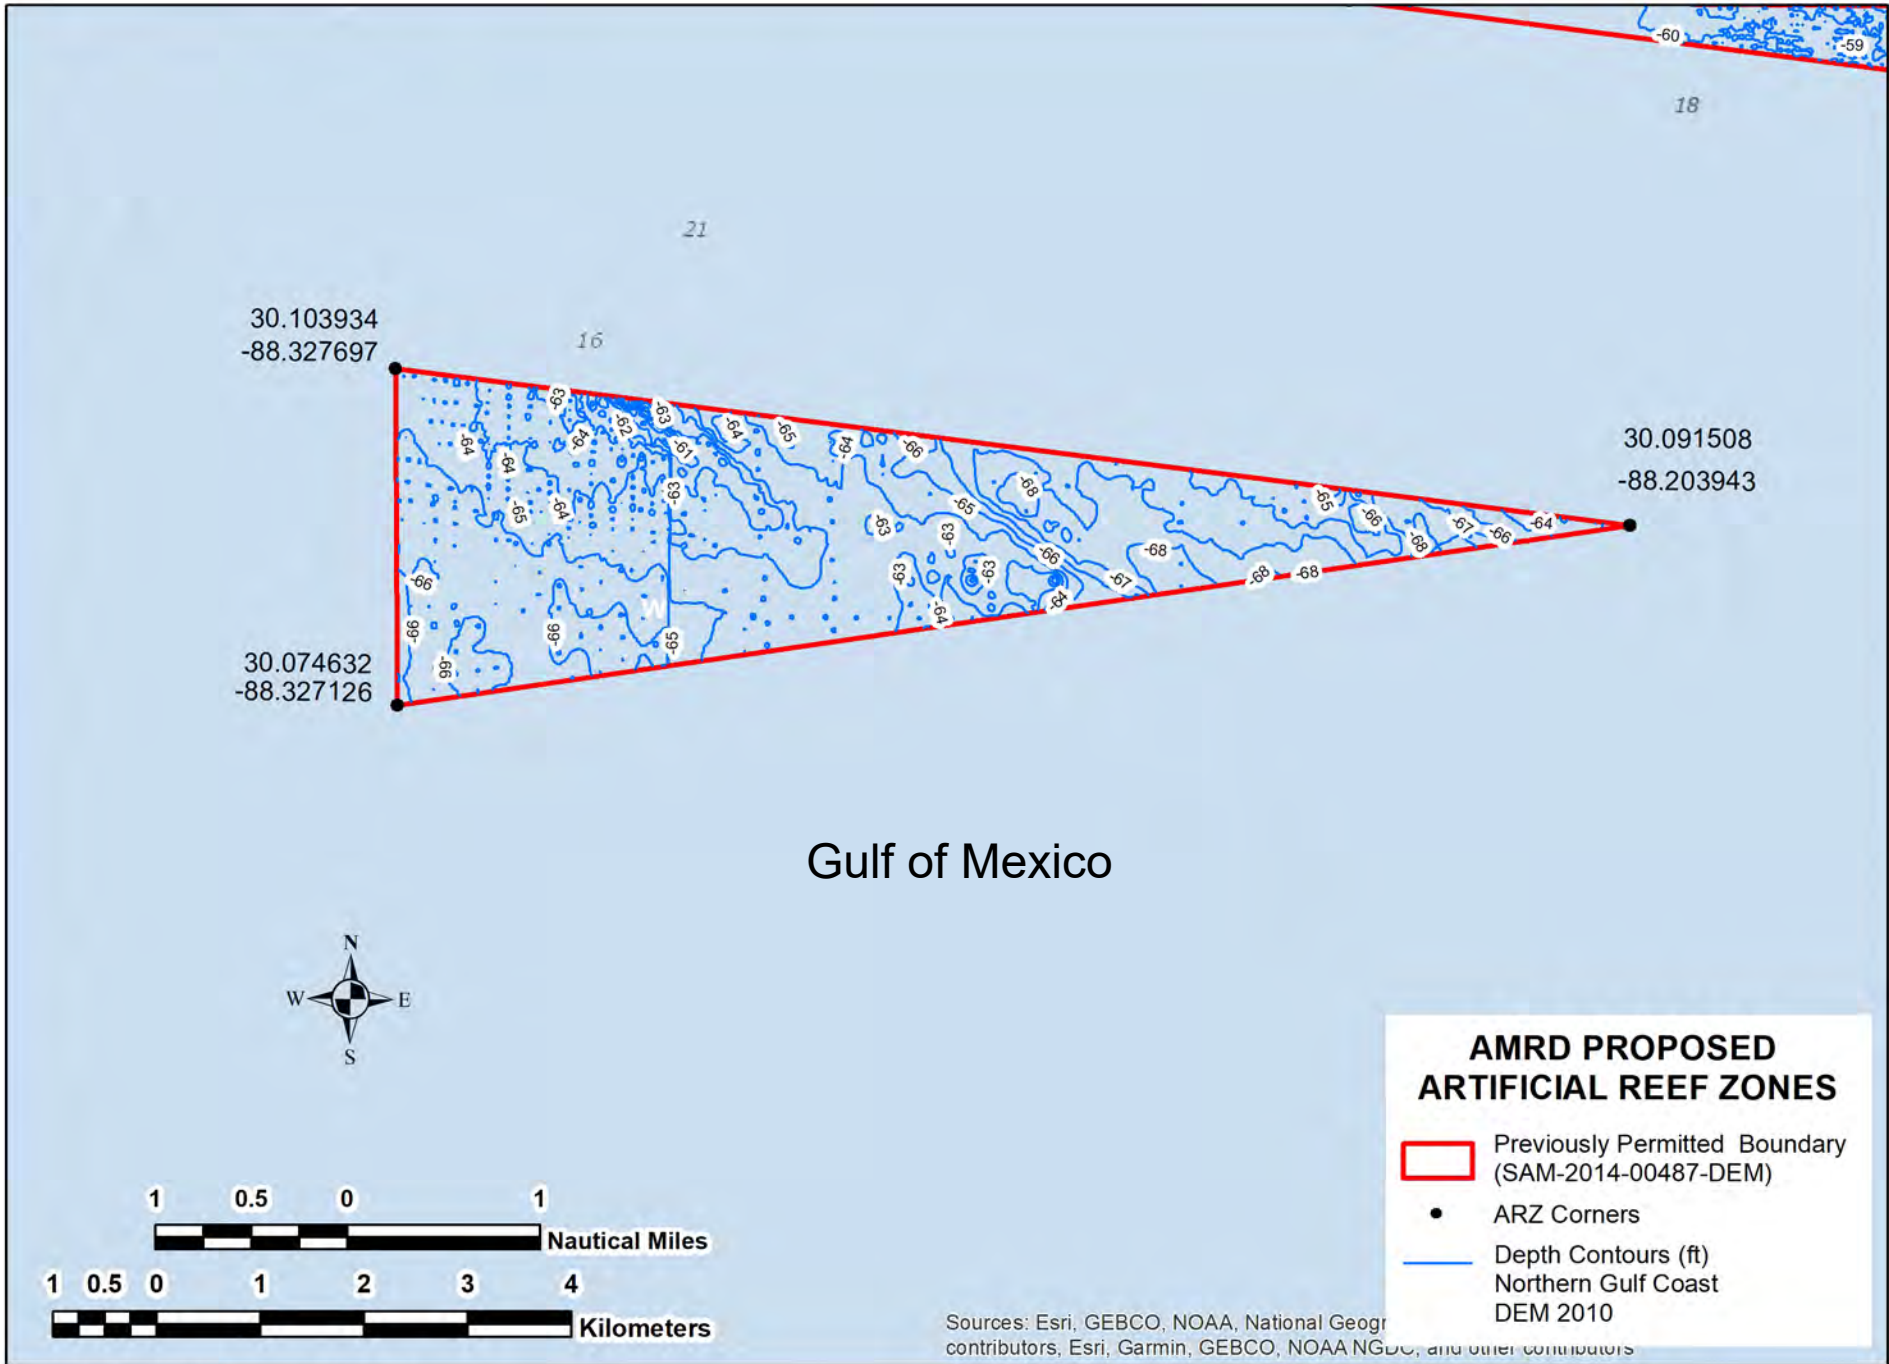 -60
-59
18
21
16
30.103934
-88.327697
30.091508
-88.203943
30.074632
-88.327126
-63
-63
-62
-64
-61
-64
-65
-64
-66
-64
-64
-65
-64
-63
-68
-65
-63
-63
-66
-68
-67
-63
-63
-64
-64
-65
-66
-68
-67
-66
-64
-68
-68
-66
-66
-66
-66
-65
W
Gulf of Mexico
N
W E
S
1 0.5 0 1
Nautical Miles
1 0.5 0 1 2 3 4
Kilometers
AMRD PROPOSED
ARTIFICIAL REEF ZONES
Previously Permitted Boundary
(SAM-2014-00487-DEM)
ARZ Corners
Depth Contours (ft)
Northern Gulf Coast
DEM 2010
Sources: Esri, GEBCO, NOAA, National Geogr
contributors, Esri, Garmin, GEBCO, NOAA NGDC, and other contributors